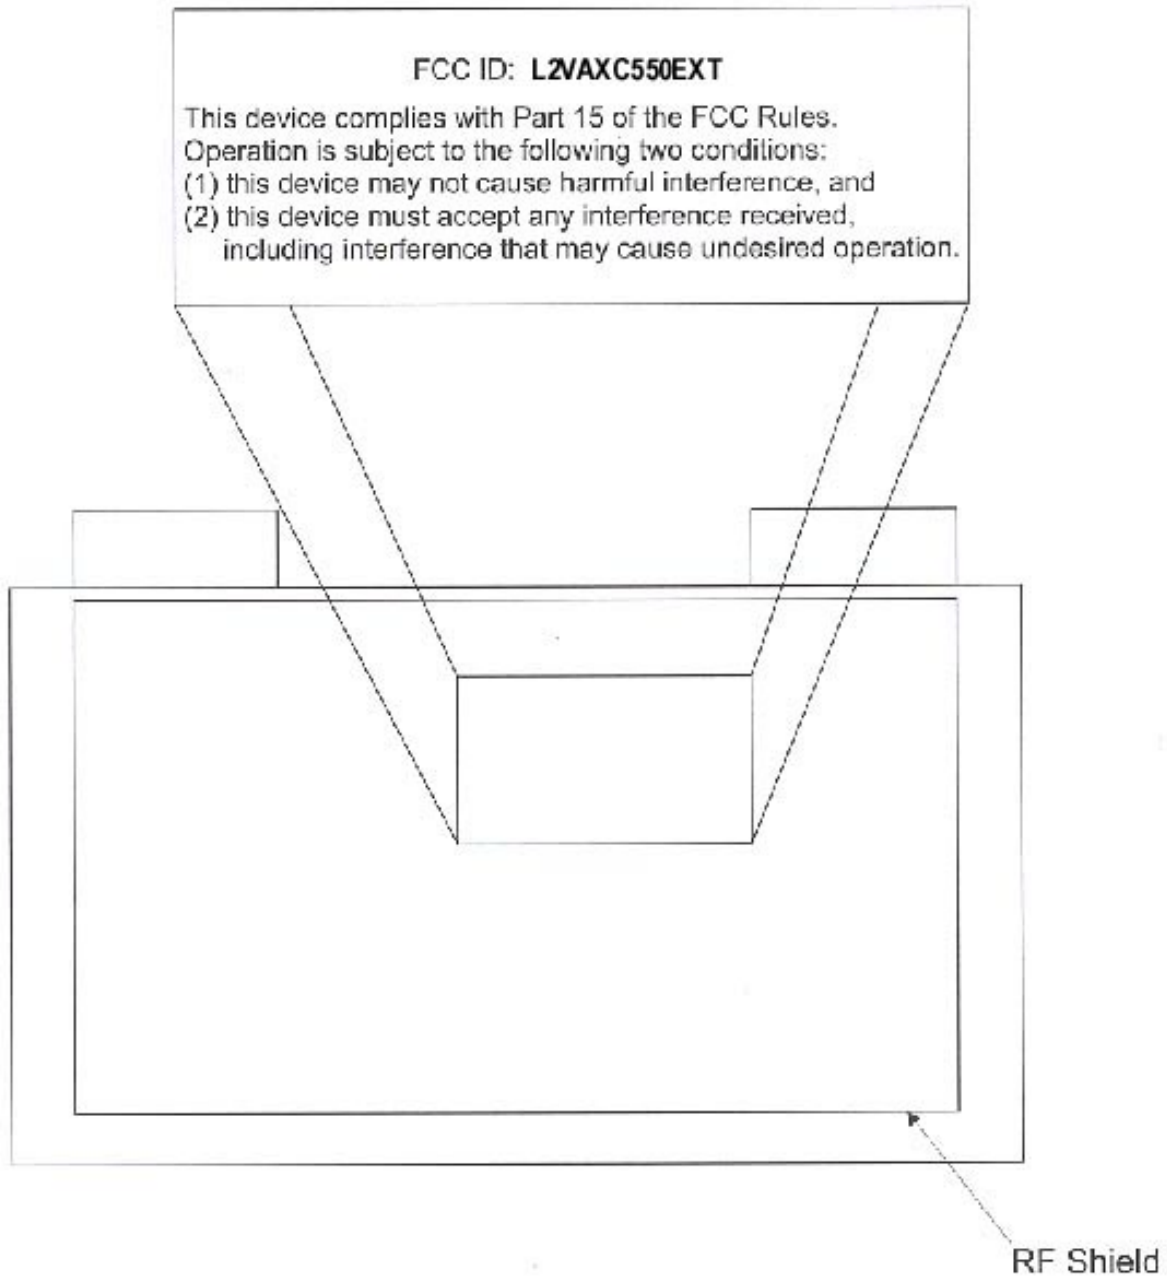 FCC ID: L2VAXC550EXT
This device complies with Part 15 of the FCC Rules.
Operation is subject to the following two conditions:
(1) this device may not cause harmful interference, and
(2) this device must accept any interference received,
including interference that may cause undesired operation.
RF Shield